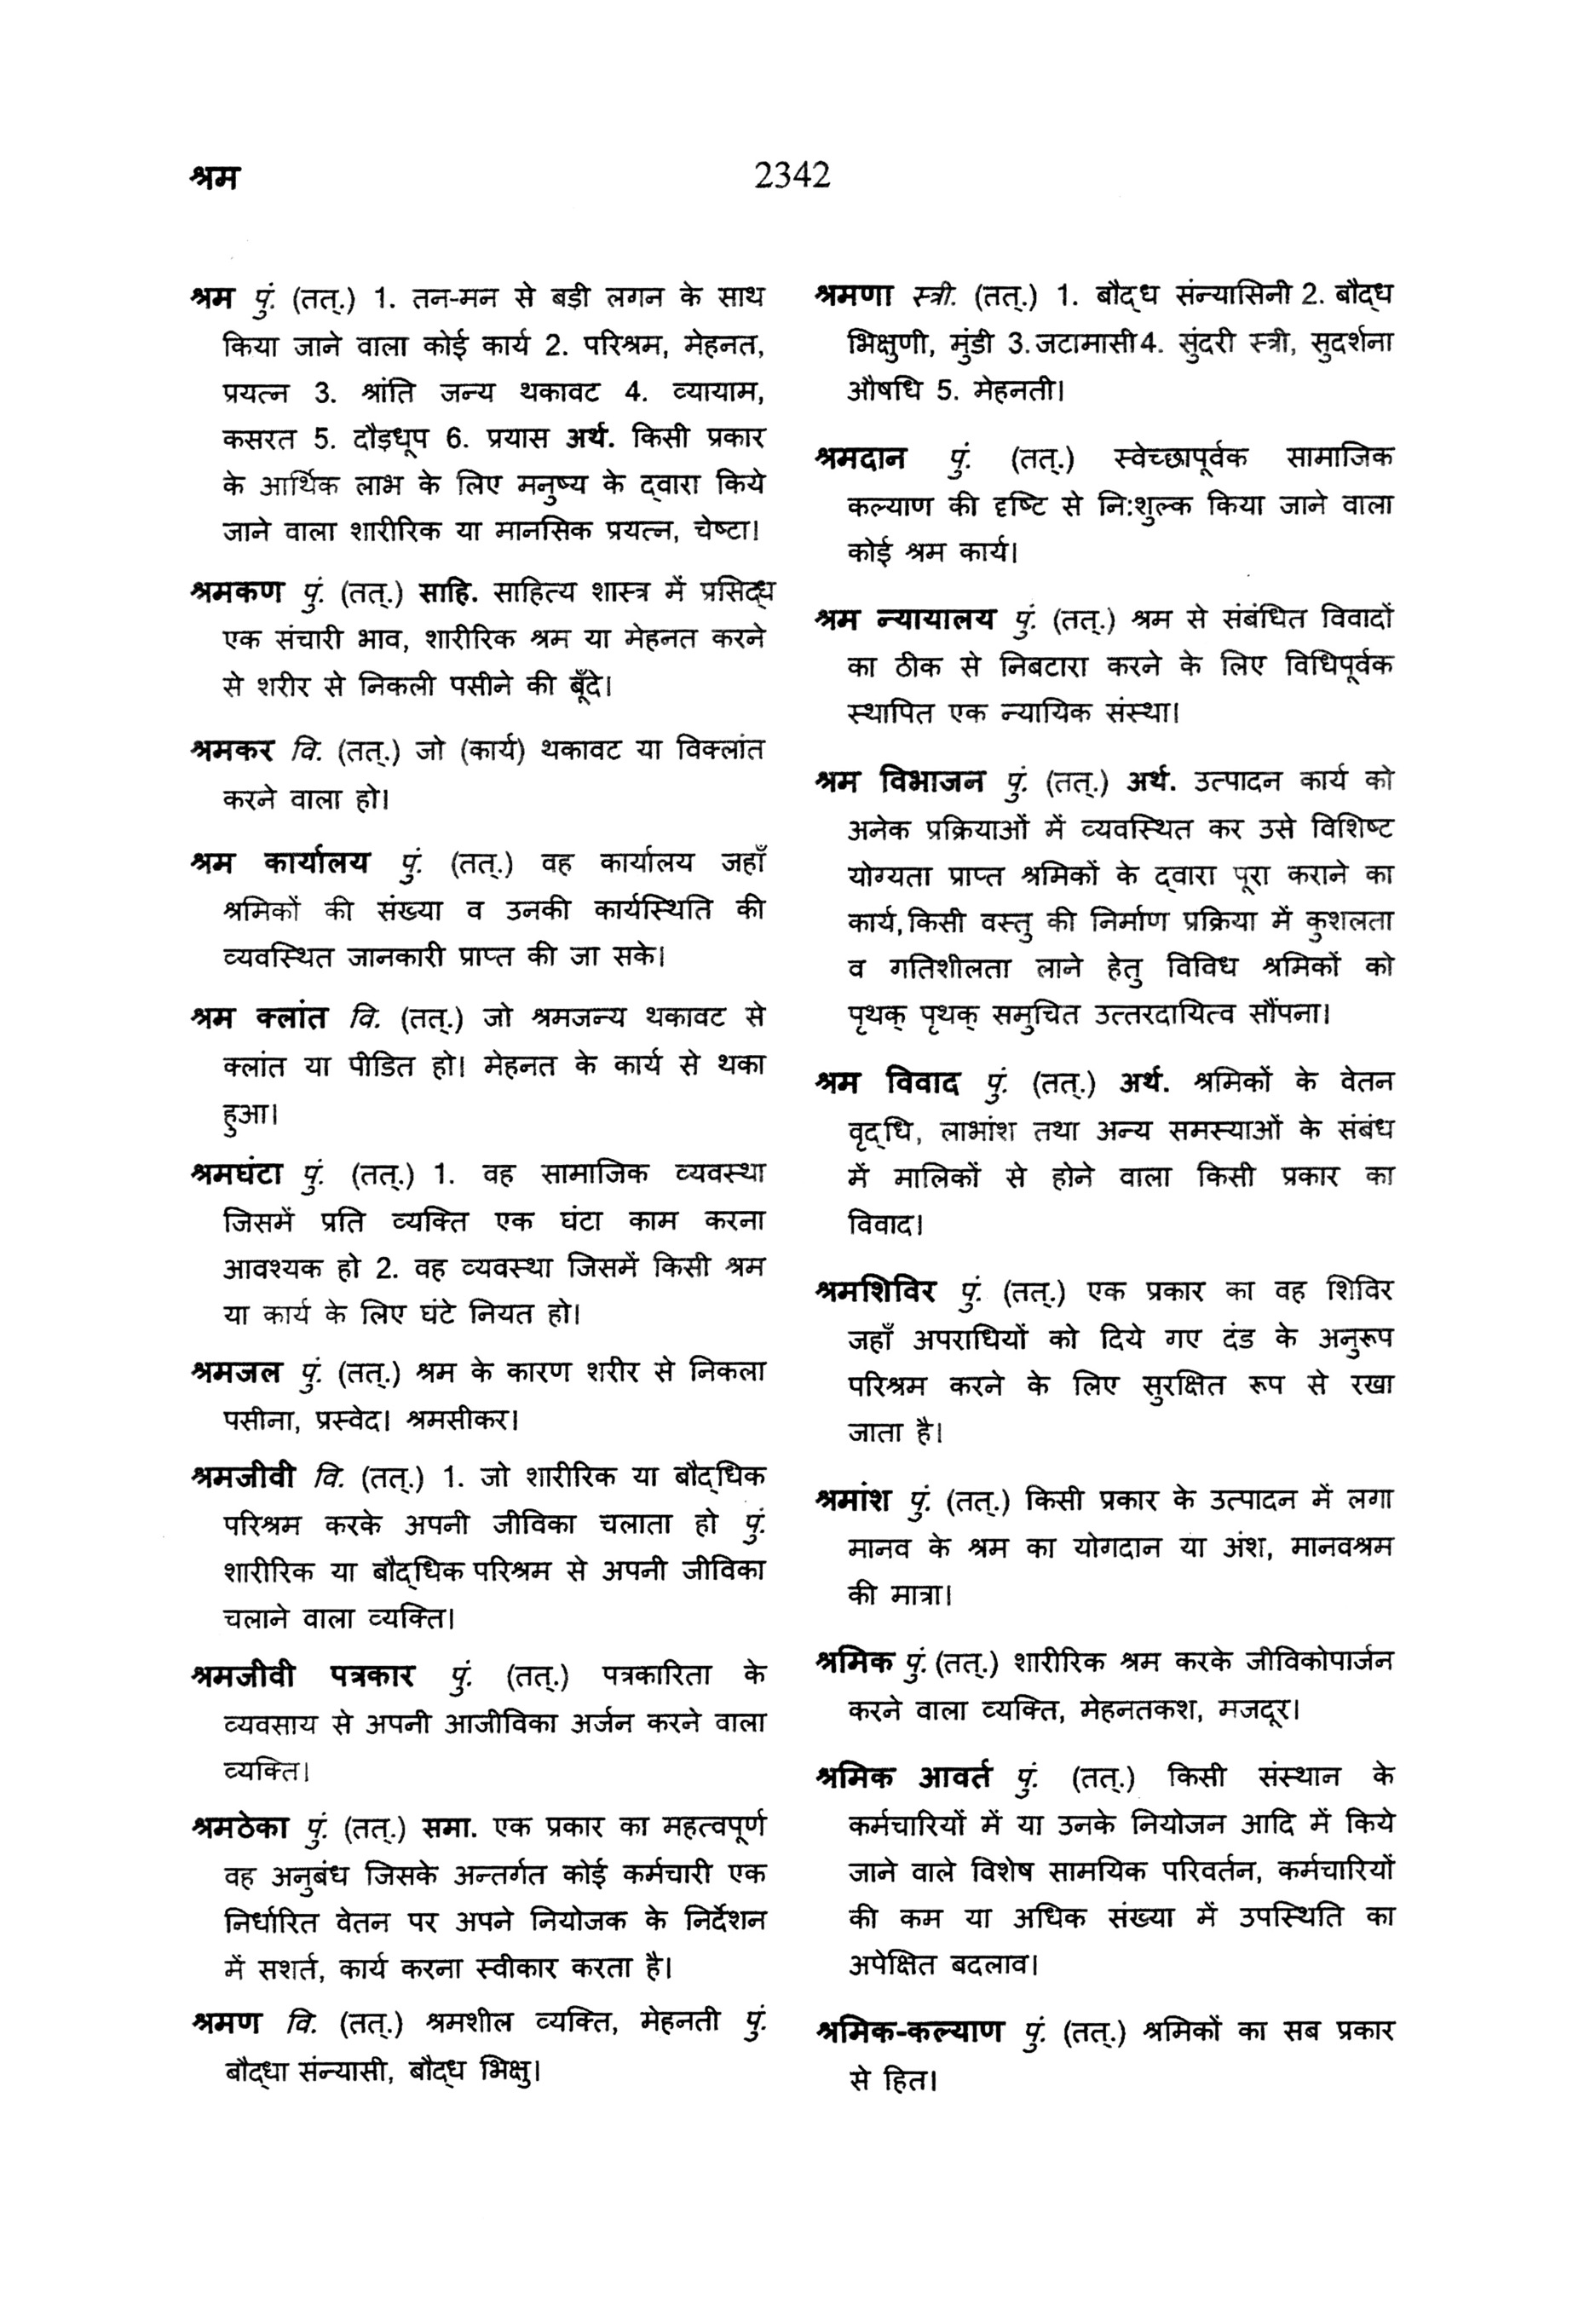 श्रम
2342
श्रम पुं. (तत्.) 1. तन-मन से बड़ी लगन के साथ
किया जाने वाला कोई कार्य 2. परिश्रम, मेहनत,
प्रयत्न 3. श्रांति जन्य थकावट 4. व्यायाम,
कसरत 5. दौड़धूप 6. प्रयास अर्थ. किसी प्रकार
के आर्थिक लाभ के लिए मनुष्य के द्वारा किये
जाने वाला शारीरिक या मानसिक प्रयत्न, चेष्टा।
श्रमकण पुं. (तत्.) साहि. साहित्य शास्त्र में प्रसिद्ध
एक संचारी भाव, शारीरिक श्रम या मेहनत करने
से शरीर से निकली पसीने की बूँदे।
श्रमकर वि. (तत्.) जो (कार्य) थकावट या विक्लांत
करने वाला हो।
श्रम कार्यालय पुं. (तत्.) वह कार्यालय जहाँ
श्रमिकों की संख्या व उनकी कार्यस्थिति की
व्यवस्थित जानकारी प्राप्त की जा सके।
श्रम क्लांत वि. (तत्.) जो श्रमजन्य थकावट से
क्लांत या पीडित हो। मेहनत के कार्य से थका
हुआ।
श्रमघंटा पुं. (तत्.) 1. वह सामाजिक व्यवस्था
जिसमें प्रति व्यक्ति एक घंटा काम करना
आवश्यक हो 2. वह व्यवस्था जिसमें किसी श्रम
या कार्य के लिए घंटे नियत हो।
श्रमजल पुं. (तत्.) श्रम के कारण शरीर से निकला
पसीना, प्रस्वेद। श्रमसीकर।
श्रमजीवी वि. (तत्.) 1. जो शारीरिक या बौद्धिक
परिश्रम करके अपनी जीविका चलाता हो पुं.
शारीरिक या बौद्धिक परिश्रम से अपनी जीविका
चलाने वाला व्यक्ति।
श्रमजीवी पत्रकार पुं. (तत्.) पत्रकारिता के
व्यवसाय से अपनी आजीविका अर्जन करने वाला
व्यक्ति।
श्रमठेका पुं. (तत्.) समा. एक प्रकार का महत्वपूर्ण
वह अनुबंध जिसके अन्तर्गत कोई कर्मचारी एक
निर्धारित वेतन पर अपने नियोजक के निर्देशन
में सशर्त, कार्य करना स्वीकार करता है।
श्रमण वि. (तत्.) श्रमशील व्यक्ति, मेहनती पुं.
बौद्धा संन्यासी, बौद्ध भिक्षु।
श्रमणा स्त्री. (तत्.) 1. बौद्ध संन्यासिनी 2. बौद्ध
भिक्षुणी, मुंडी 3. जटामासी 4. सुंदरी स्त्री, सुदर्शना
औषधि 5. मेहनती।
श्रमदान पुं. (तत्.) स्वेच्छापूर्वक सामाजिक
कल्याण की दृष्टि से नि:शुल्क किया जाने वाला
कोई श्रम कार्य।
श्रम न्यायालय पुं. (तत्.) श्रम से संबंधित विवादों
का ठीक से निबटारा करने के लिए विधिपूर्वक
स्थापित एक न्यायिक संस्था।
श्रम विभाजन पुं. (तत्.) अर्थ. उत्पादन कार्य को
अनेक प्रक्रियाओं में व्यवस्थित कर उसे विशिष्ट
योग्यता प्राप्त श्रमिकों के द्वारा पूरा कराने का
कार्य, किसी वस्तु की निर्माण प्रक्रिया में कुशलता
व गतिशीलता लाने हेतु विविध श्रमिकों को
पृथक् पृथक् समुचित उत्तरदायित्व सौंपना।
श्रम विवाद पुं. (तत्.) अर्थ. श्रमिकों के वेतन
वृद्धि, लाभांश तथा अन्य समस्याओं के संबंध
में मालिकों से होने वाला किसी प्रकार का
विवाद।
श्रमशिविर पुं. (तत्.) एक प्रकार का वह शिविर
जहाँ अपराधियों को दिये गए दंड के अनुरूप
परिश्रम करने के लिए सुरक्षित रूप से रखा
जाता है।
श्रमांश पुं. (तत्.) किसी प्रकार के उत्पादन में लगा
मानव के श्रम का योगदान या अंश, मानवश्रम
की मात्रा।
श्रमिक पुं. (तत्.) शारीरिक श्रम करके जीविकोपार्जन
करने वाला व्यक्ति, मेहनतकश, मजदूर।
श्रमिक आवर्त पुं. (तत्.) किसी संस्थान के
कर्मचारियों में या उनके नियोजन आदि में किये
जाने वाले विशेष सामयिक परिवर्तन, कर्मचारियों
की कम या अधिक संख्या में उपस्थिति का
अपेक्षित बदलाव।
श्रमिक-कल्याण पुं. (तत्.) श्रमिकों का सब प्रकार
से हित।